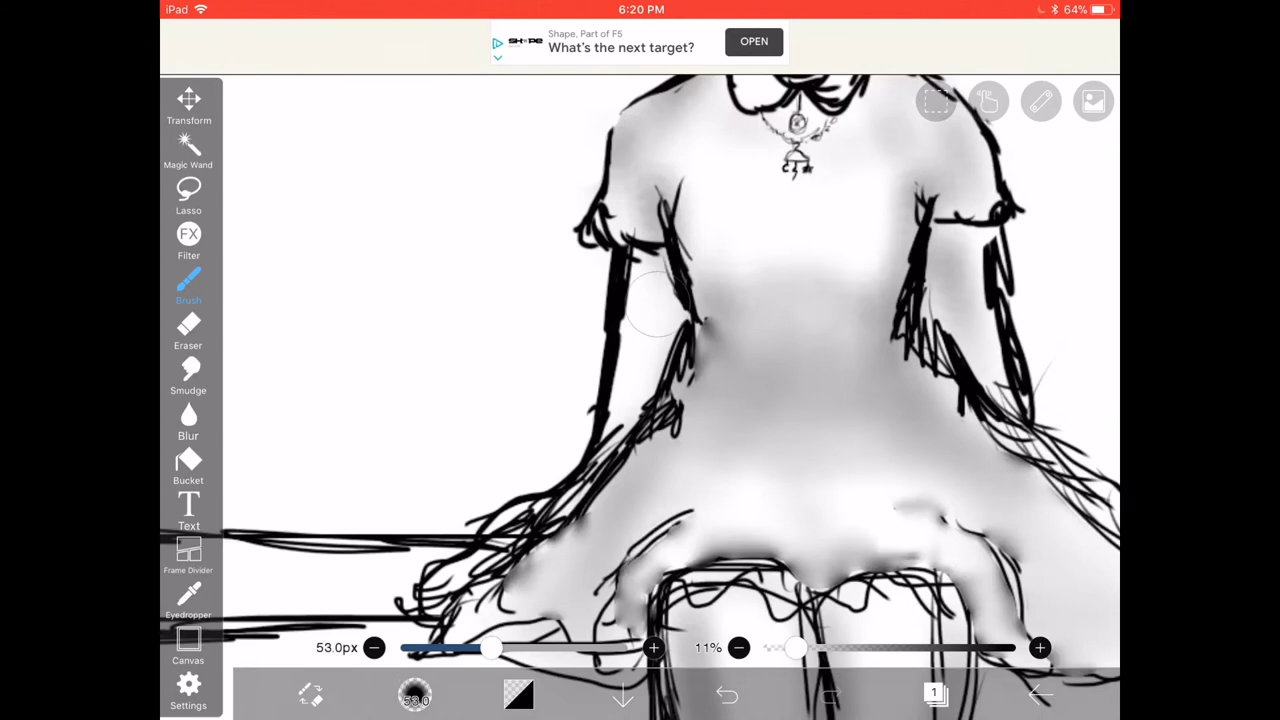 iPad
6:20 PM
64%
SHAPE
Shape, Part of F5
What's the next target?
OPEN
Transform
Magic Wand
Lasso
FX
Filter
Brush
Eraser
Smudge
Blur
Bucket
T
Text
Frame Divider
Eyedropper
Canvas
Settings
53.0px
11%
53.0
1